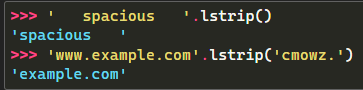 >>> '   spacious   '.lstrip()
'spacious   '
>>> 'www.example.com'.lstrip('cmowz.')
'example.com'